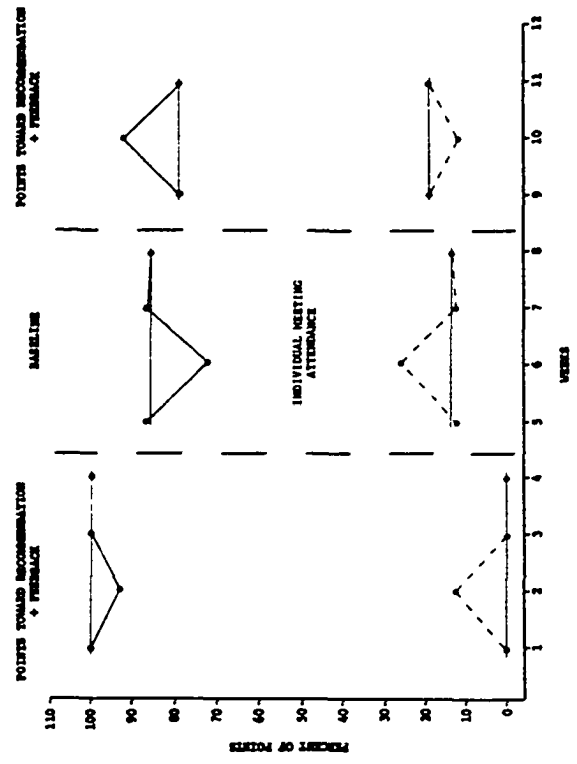 POINTS TOWARD RECOMMENDATION
+ FEEDBACK
BASELINE
POINTS TOWARD RECOMMENDATION
+ FEEDBACK
INDIVIDUAL MEETING
ATTENDANCE
PERCENT OF POINTS
110
100
90
80
70
60
50
40
30
20
10
0
1 2 3 4 5 6 7 8 9 10 11 12
WEEKS